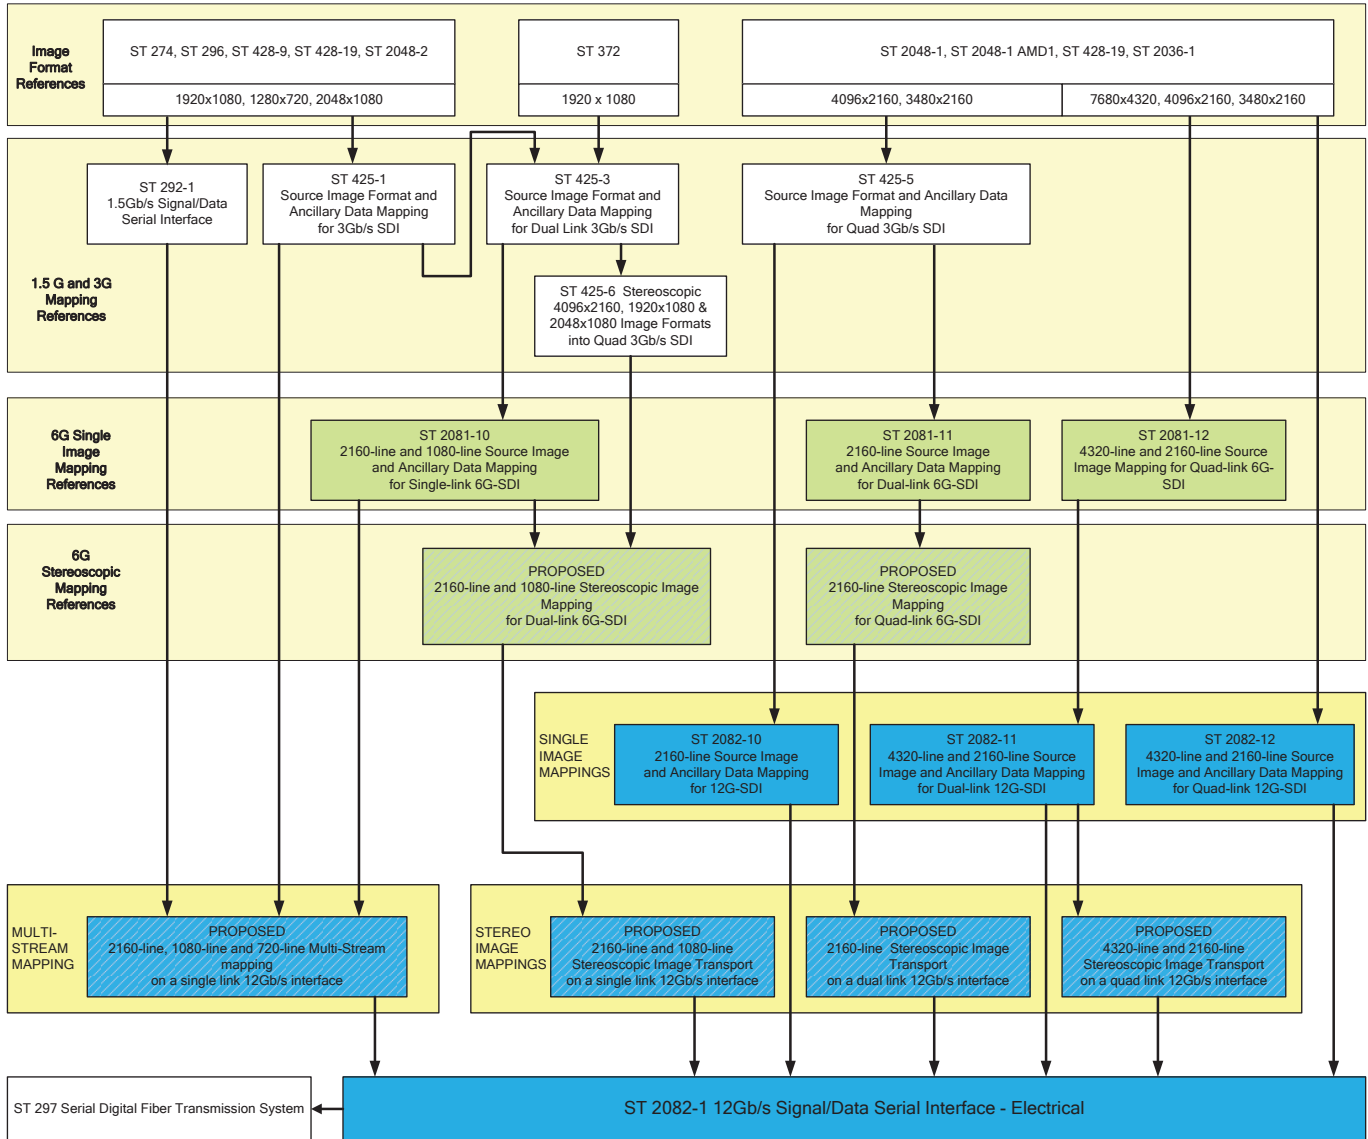 Image
Format
References
ST 274, ST 296, ST 428-9, ST 428-19, ST 2048-2
1920x1080, 1280x720, 2048x1080
ST 372
1920 x 1080
ST 2048-1, ST 2048-1 AMD1, ST 428-19, ST 2036-1
4096x2160, 3480x2160
7680x4320, 4096x2160, 3480x2160
1.5 G and 3G
Mapping
References
ST 292-1
1.5Gb/s Signal/Data
Serial Interface
ST 425-1
Source Image Format and
Ancillary Data Mapping
for 3Gb/s SDI
ST 425-3
Source Image Format and
Ancillary Data Mapping
for Dual Link 3Gb/s SDI
ST 425-5
Source Image Format and Ancillary Data
Mapping
for Quad 3Gb/s SDI
ST 425-6 Stereoscopic
4096x2160, 1920x1080 &
2048x1080 Image Formats
into Quad 3Gb/s SDI
6G Single
Image
Mapping
References
ST 2081-10
2160-line and 1080-line Source Image
and Ancillary Data Mapping
for Single-link 6G-SDI
ST 2081-11
2160-line Source Image
and Ancillary Data Mapping
for Dual-link 6G-SDI
ST 2081-12
4320-line and 2160-line Source
Image Mapping for Quad-link 6G-
SDI
6G
Stereoscopic
Mapping
References
PROPOSED
2160-line and 1080-line Stereoscopic Image
Mapping
for Dual-link 6G-SDI
PROPOSED
2160-line Stereoscopic Image
Mapping
for Quad-link 6G-SDI
SINGLE
IMAGE
MAPPINGS
ST 2082-10
2160-line Source Image
and Ancillary Data Mapping
for 12G-SDI
ST 2082-11
4320-line and 2160-line Source
Image and Ancillary Data Mapping
for Dual-link 12G-SDI
ST 2082-12
4320-line and 2160-line Source
Image and Ancillary Data Mapping
for Quad-link 12G-SDI
MULTI-
STREAM
MAPPING
PROPOSED
2160-line, 1080-line and 720-line Multi-Stream
mapping
on a single link 12Gb/s interface
STEREO
IMAGE
MAPPINGS
PROPOSED
2160-line and 1080-line
Stereoscopic Image Transport
on a single link 12Gb/s interface
PROPOSED
2160-line Stereoscopic Image
Transport
on a dual link 12Gb/s interface
PROPOSED
4320-line and 2160-line
Stereoscopic Image Transport
on a quad link 12Gb/s interface
ST 297 Serial Digital Fiber Transmission System
ST 2082-1 12Gb/s Signal/Data Serial Interface - Electrical